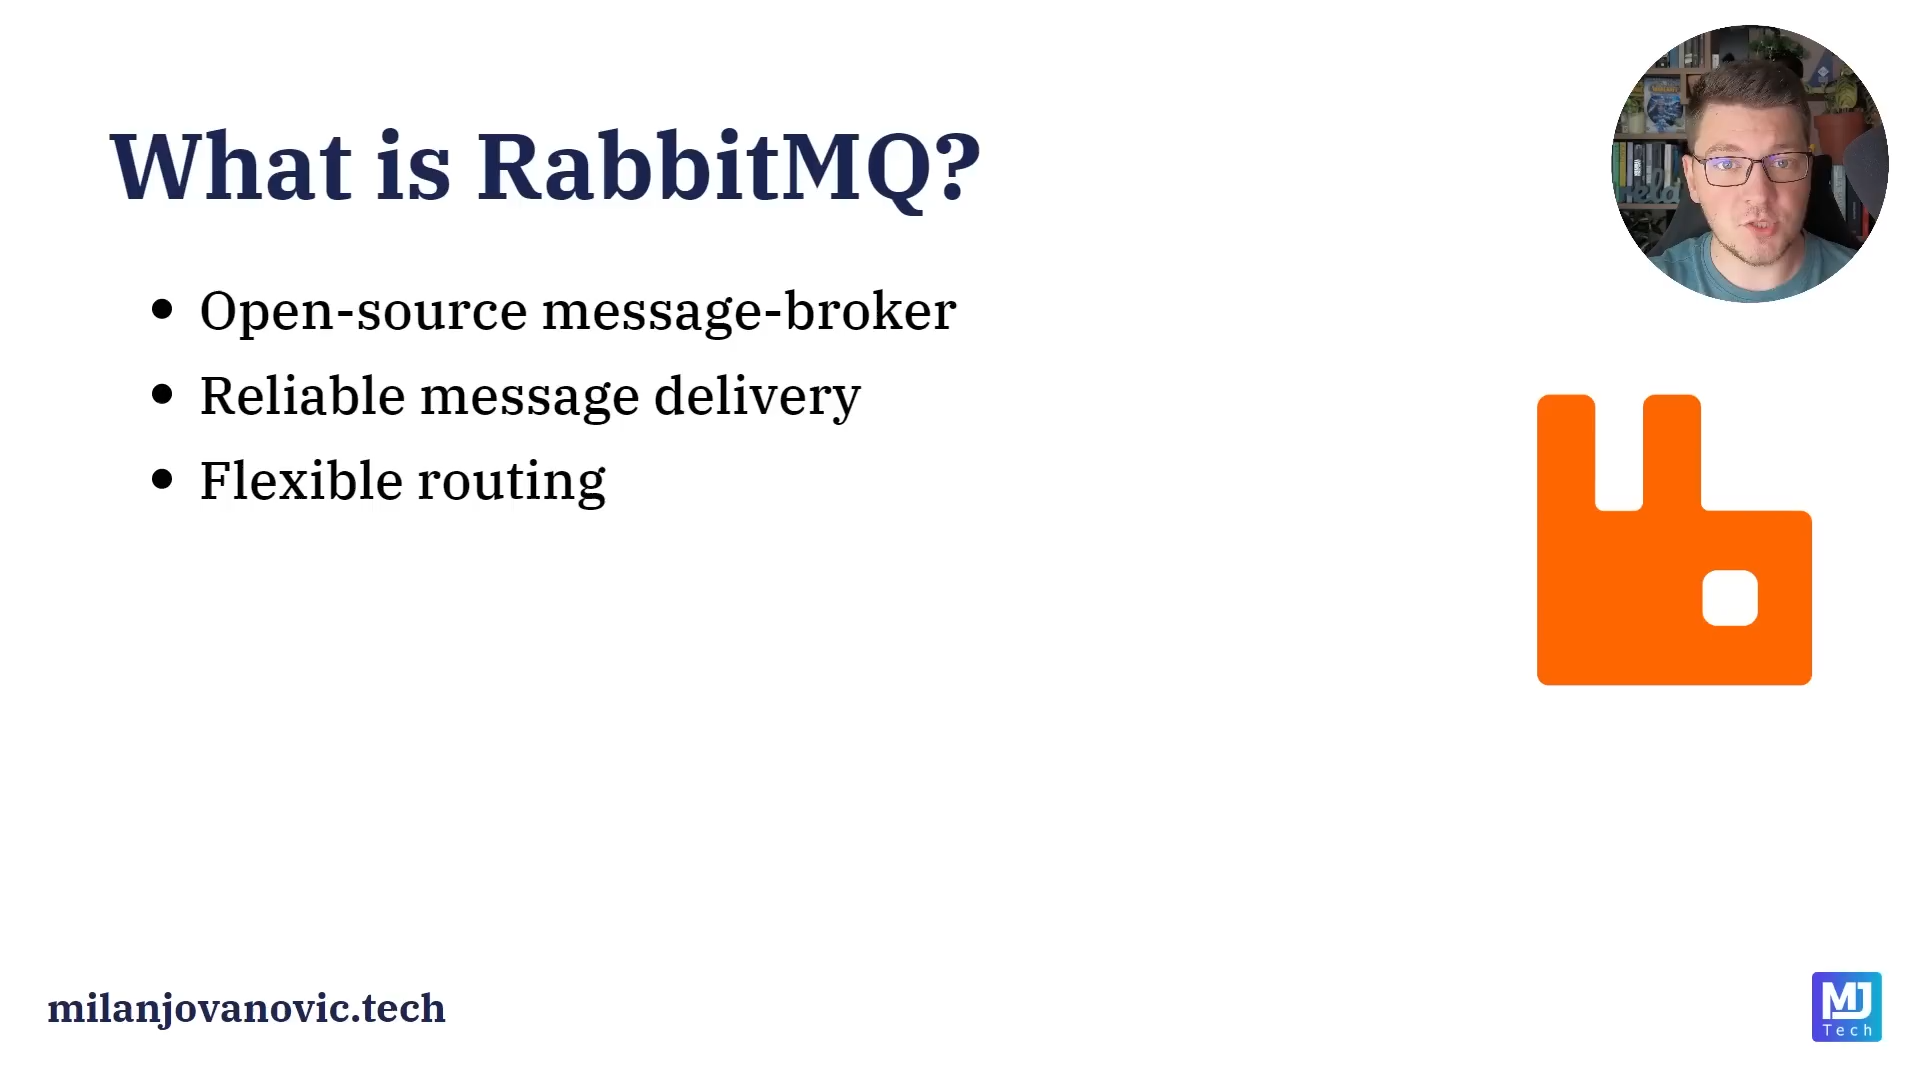 What is RabbitMQ?
Open-source message-broker
Reliable message delivery
Flexible routing
milanjovanovic.tech
MJ
Tech